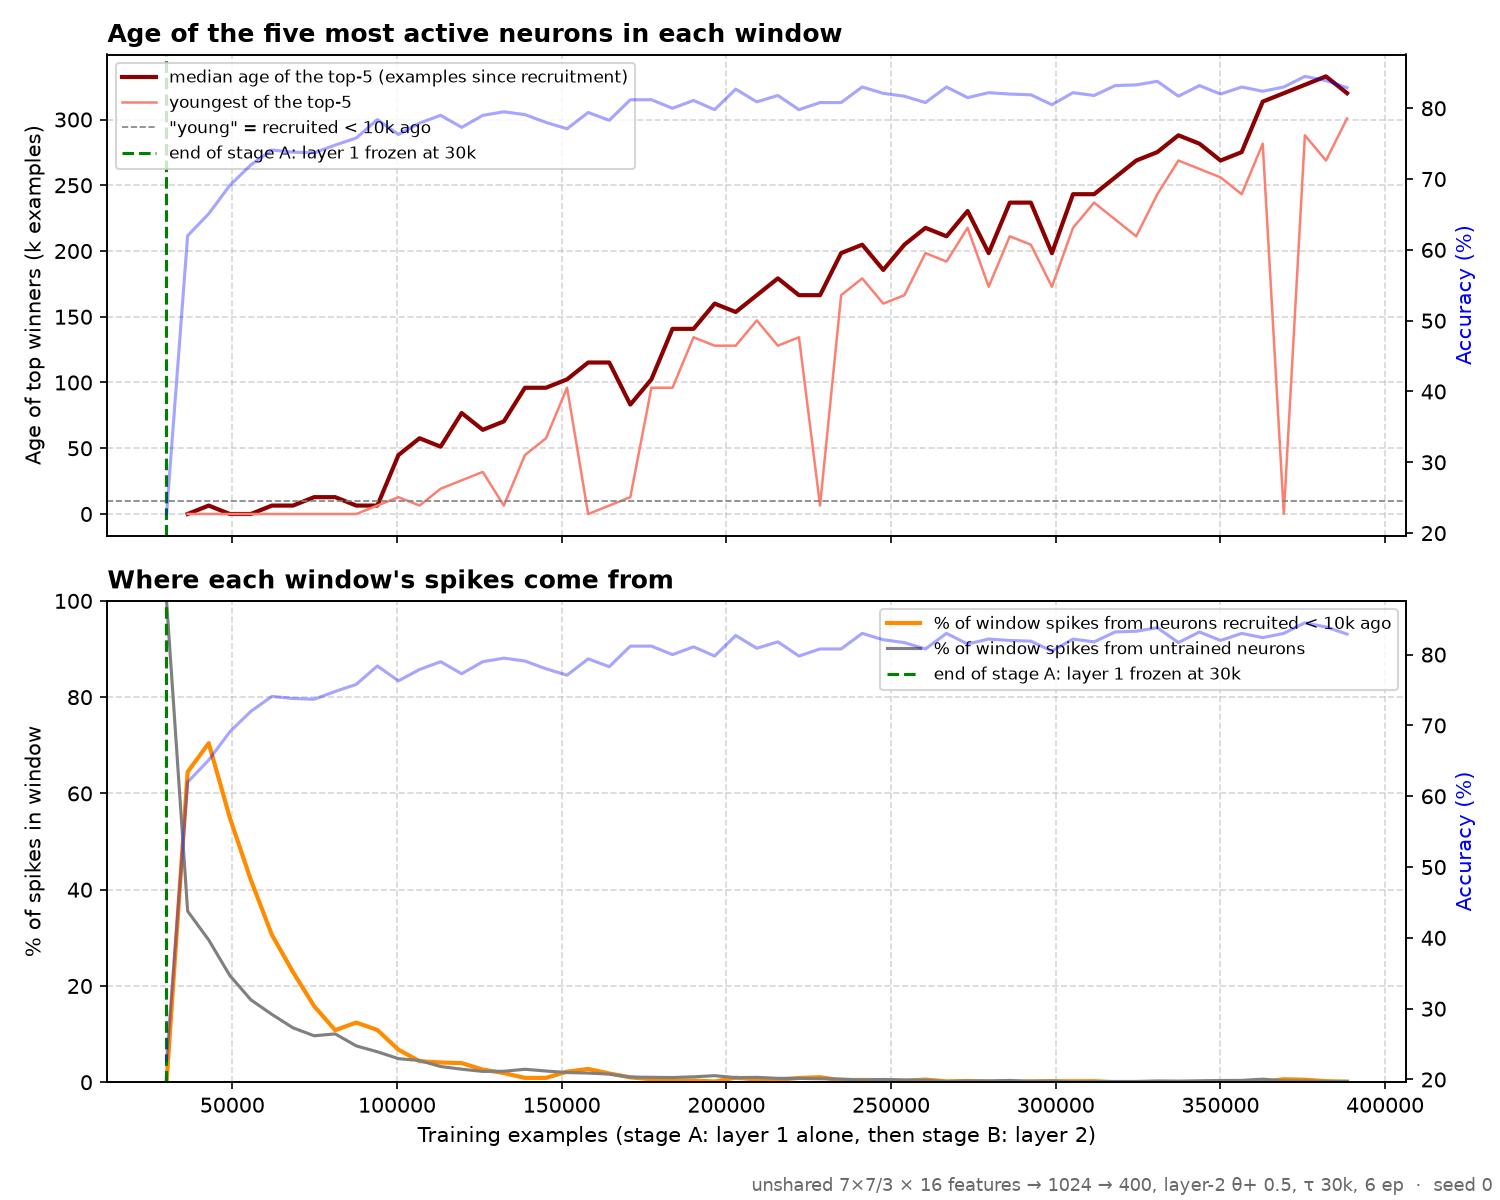 Age of the five most active neurons in each window
median age of the top-5 (examples since recruitment)
youngest of the top-5
"young" = recruited < 10k ago
end of stage A: layer 1 frozen at 30k
Age of top winners (k examples)
300
250
200
150
100
50
0
80
70
60
50
40
30
20
Accuracy (%)
Where each window's spikes come from
% of window spikes from neurons recruited < 10k ago
% of window spikes from untrained neurons
end of stage A: layer 1 frozen at 30k
% of spikes in window
100
80
60
40
20
0
80
70
60
50
40
30
20
Accuracy (%)
50000 100000 150000 200000 250000 300000 350000 400000
Training examples (stage A: layer 1 alone, then stage B: layer 2)
unshared 7×7/3 × 16 features → 1024 → 400, layer-2 θ+ 0.5, τ 30k, 6 ep · seed 0